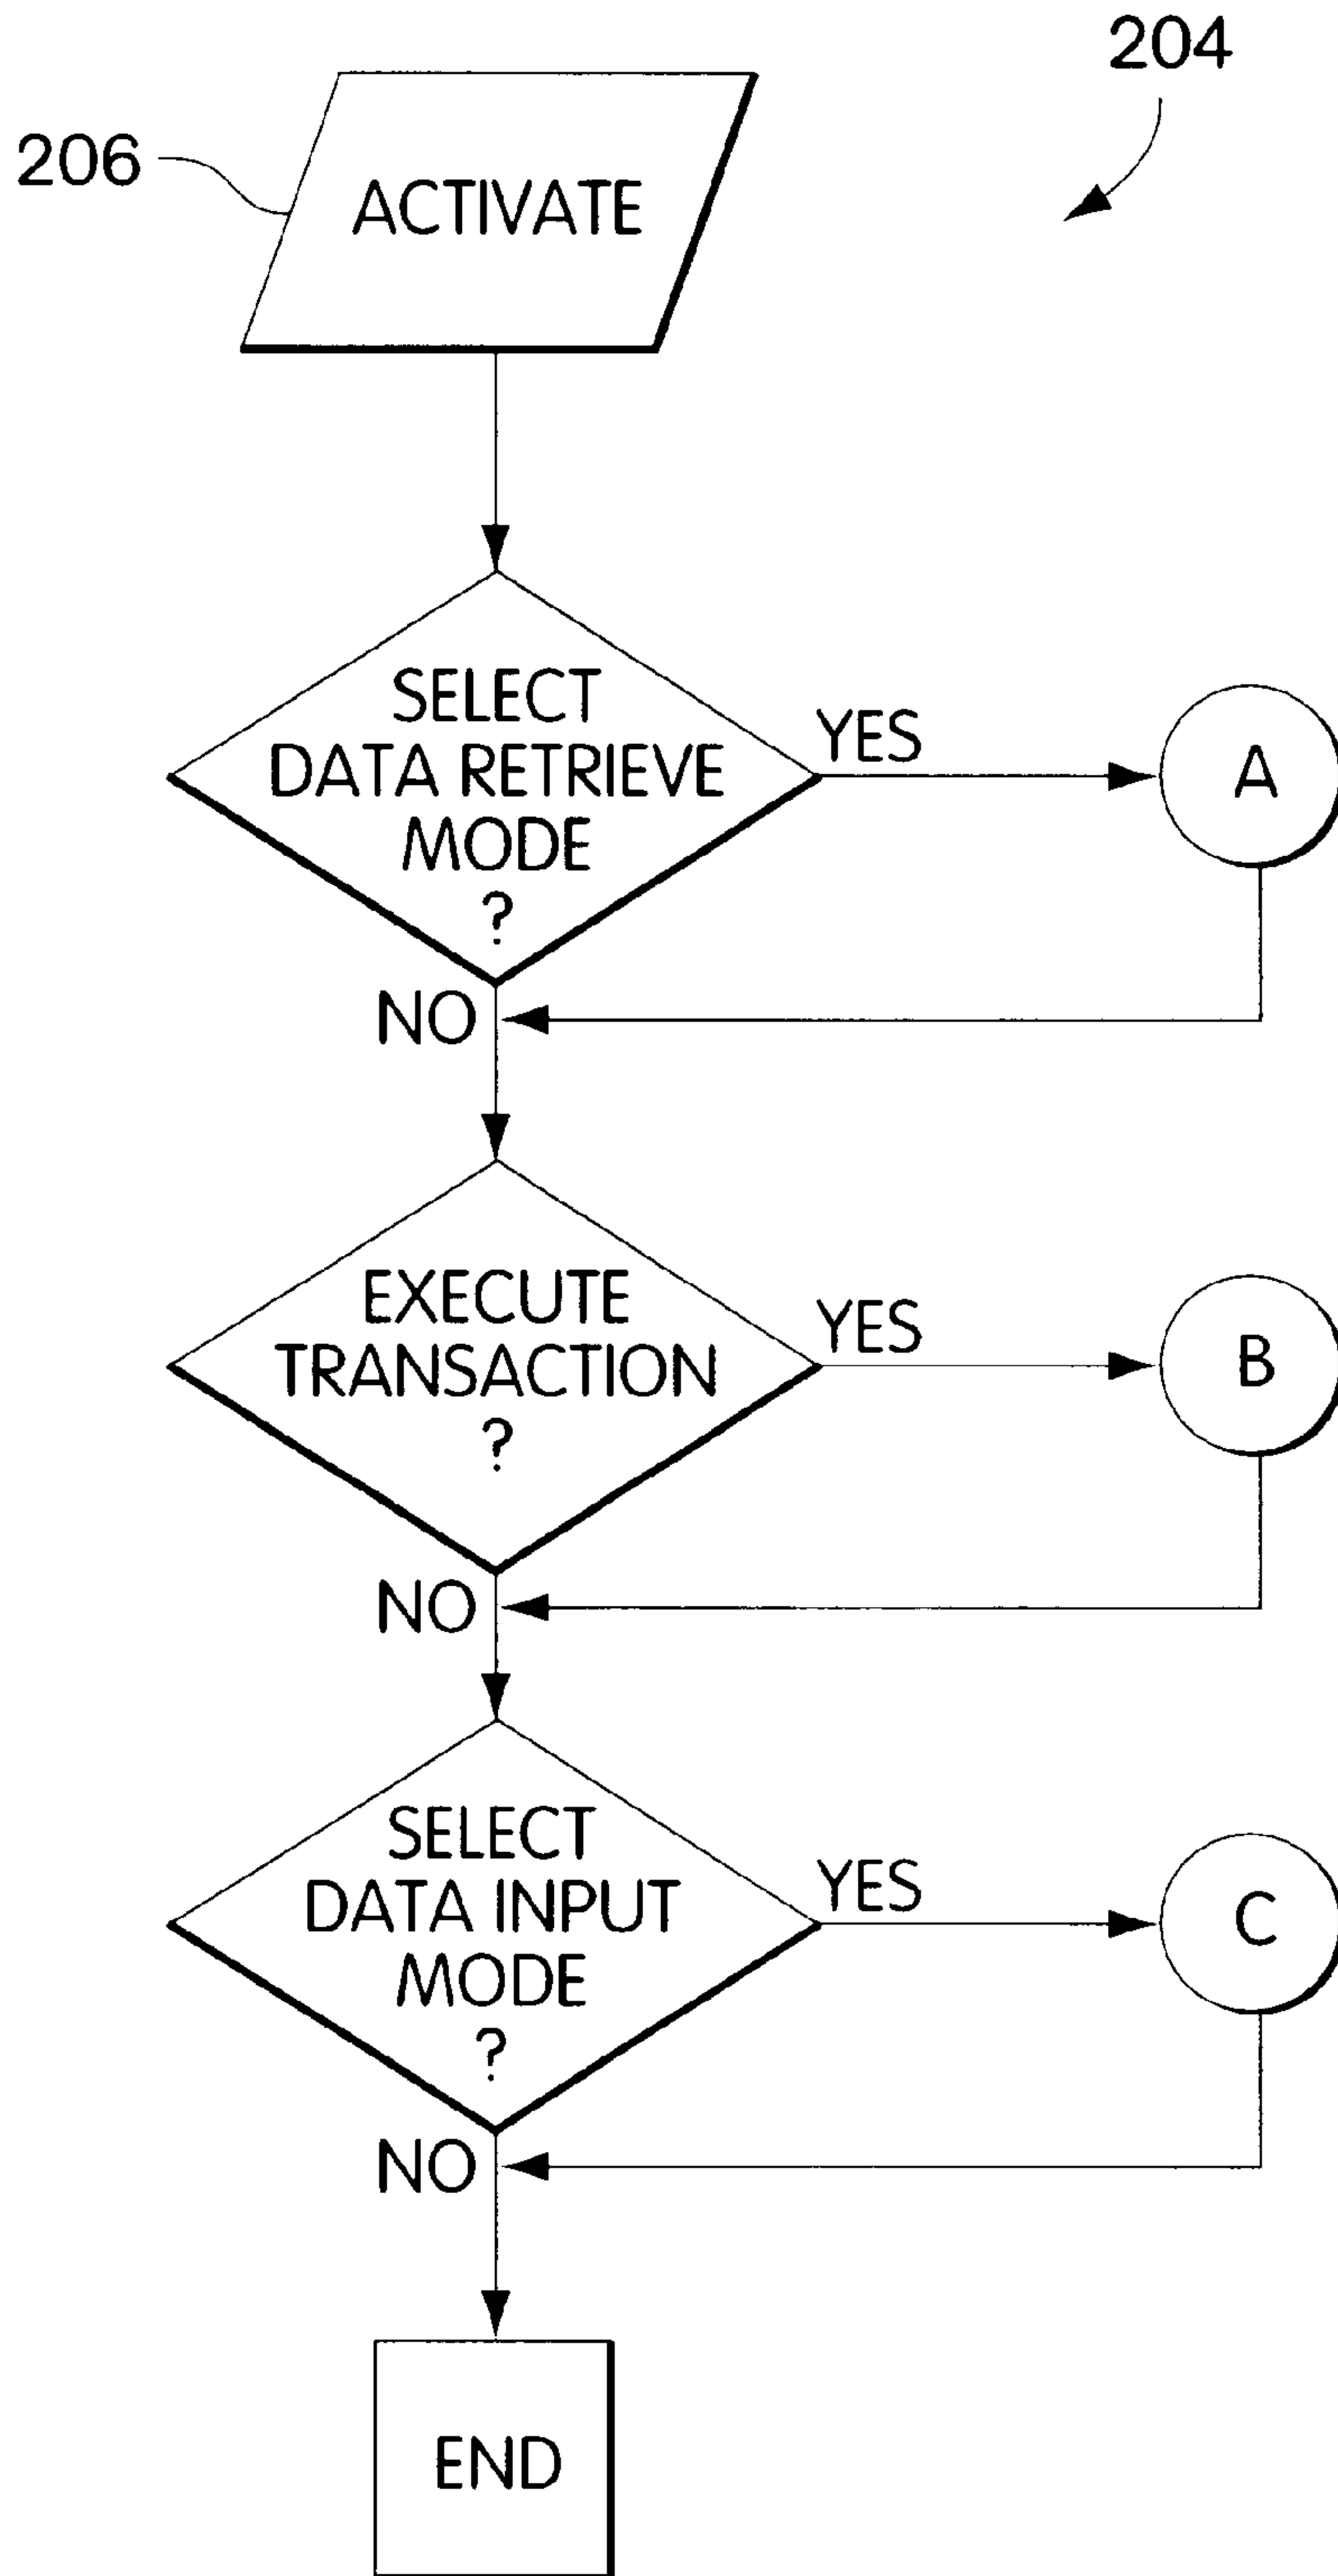 204
206
ACTIVATE
SELECT
DATA RETRIEVE
MODE
?
YES
A
NO
EXECUTE
TRANSACTION
?
YES
B
NO
SELECT
DATA INPUT
MODE
?
YES
C
NO
END